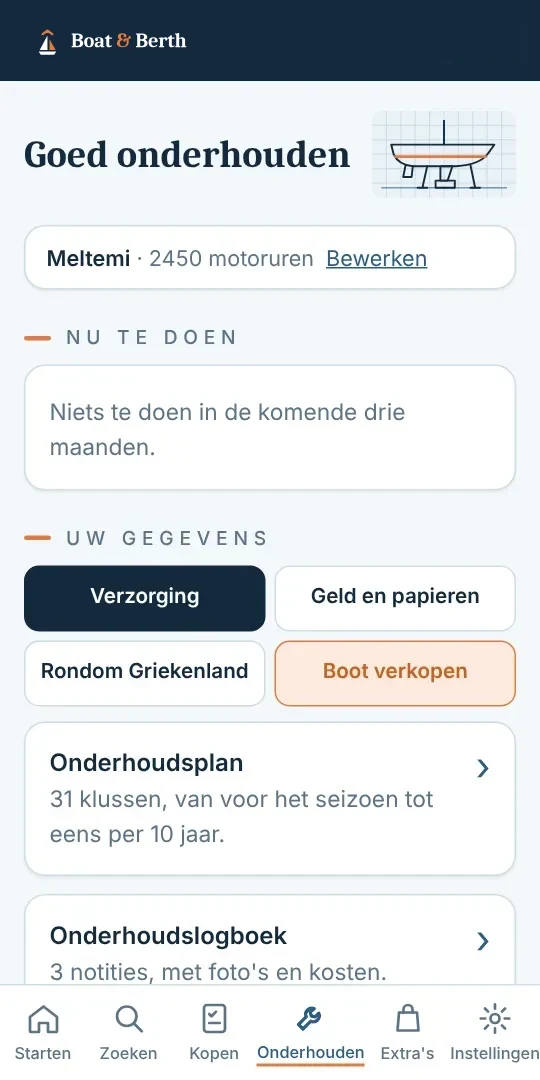 Boat & Berth
Goed onderhouden
Meltemi · 2450 motoruren Bewerken
NU TE DOEN
Niets te doen in de komende drie
maanden.
UW GEGEVENS
Verzorging
Geld en papieren
Rondom Griekenland
Boot verkopen
Onderhoudsplan
31 klussen, van voor het seizoen tot
eens per 10 jaar.
Onderhoudslogboek
3 notities, met foto's en kosten.
Starten
Zoeken
Kopen
Onderhouden
Extra's
Instellingen